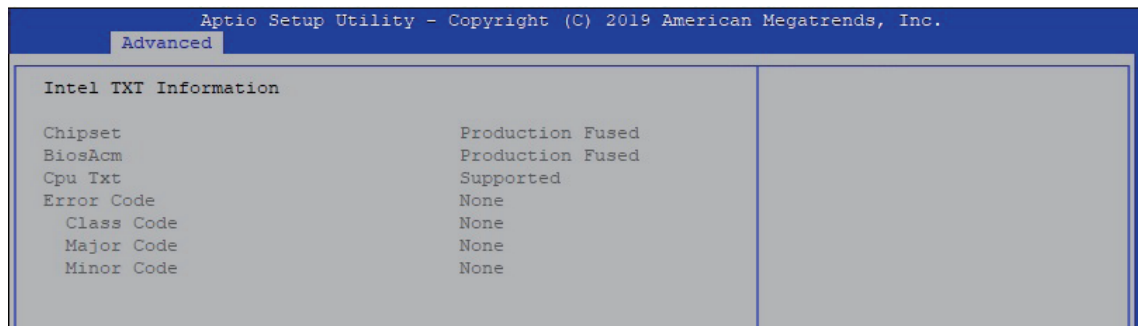 Aptio Setup Utility - Copyright (C) 2019 American Megatrends, Inc.
Advanced
Intel TXT Information
Chipset Production Fused
BiosAcm Production Fused
Cpu Txt Supported
Error Code None
Class Code None
Major Code None
Minor Code None